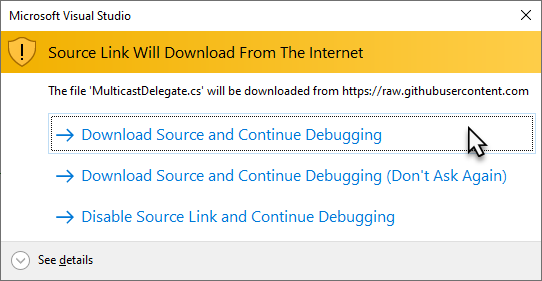 Microsoft Visual Studio
Source Link Will Download From The Internet
The file 'MulticastDelegate.cs' will be downloaded from https://raw.githubusercontent.com
Download Source and Continue Debugging
Download Source and Continue Debugging (Don't Ask Again)
Disable Source Link and Continue Debugging
See details